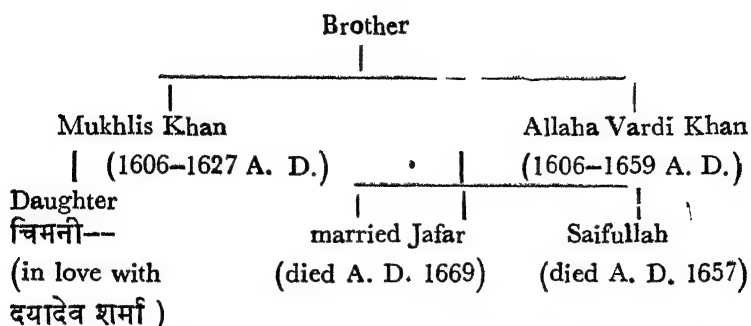 Brother
Mukhlis Khan Allaha Vardi Khan
(1606–1627 A. D.) (1606–1659 A. D.)
Daughter
चिमनी-- married Jafar Saifullah
(in love with (died A. D. 1669) (died A. D. 1657)
दयादेव शर्मा )